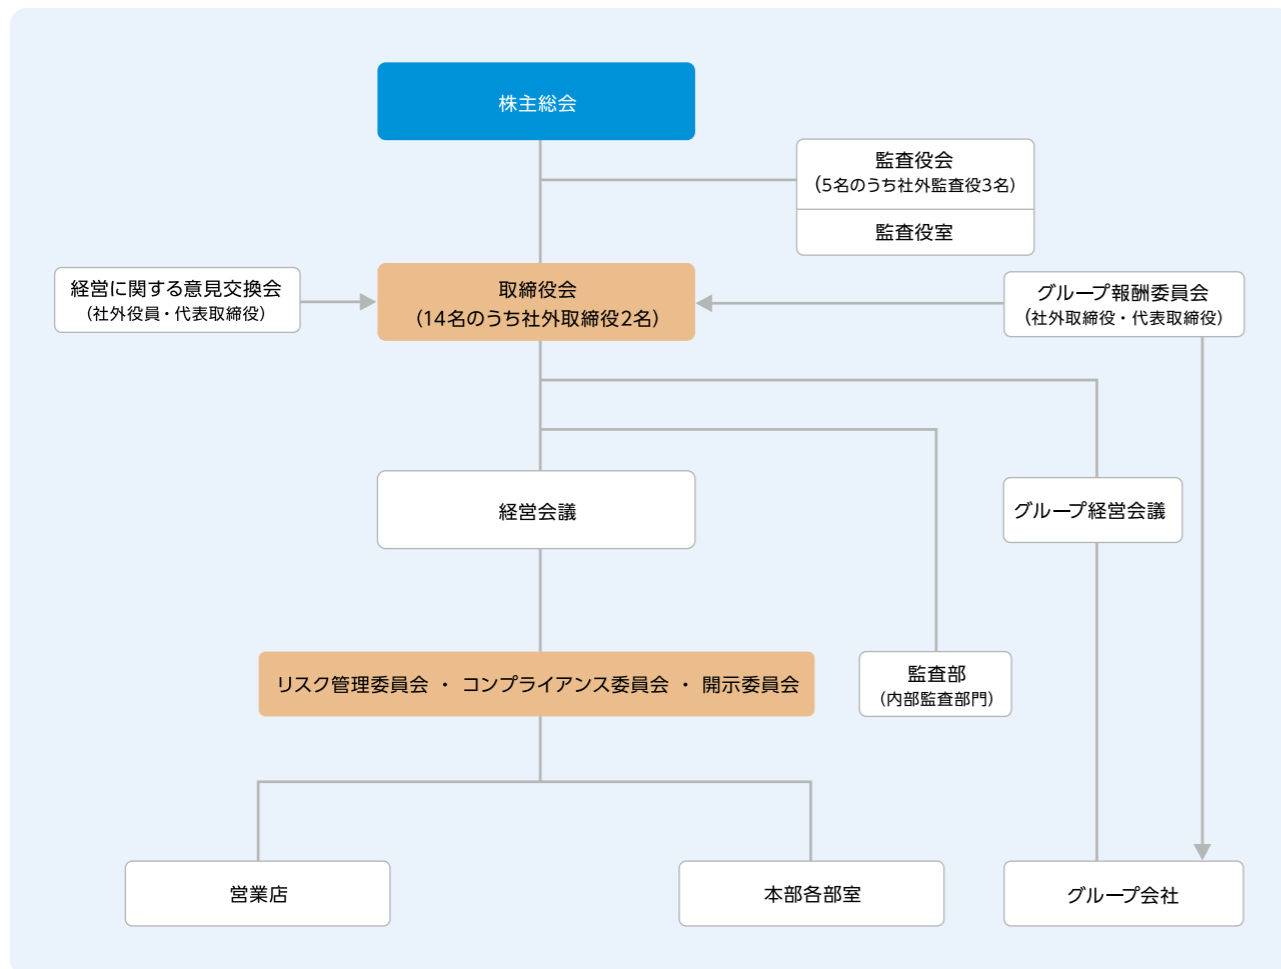 株主総会
監査役会
(5名のうち社外監査役3名)
監査役室
経営に関する意見交換会
(社外役員・代表取締役)
取締役会
(14名のうち社外取締役2名)
グループ報酬委員会
(社外取締役・代表取締役)
経営会議
グループ経営会議
リスク管理委員会 ・ コンプライアンス委員会 ・ 開示委員会
監査部
(内部監査部門)
営業店
本部各部室
グループ会社